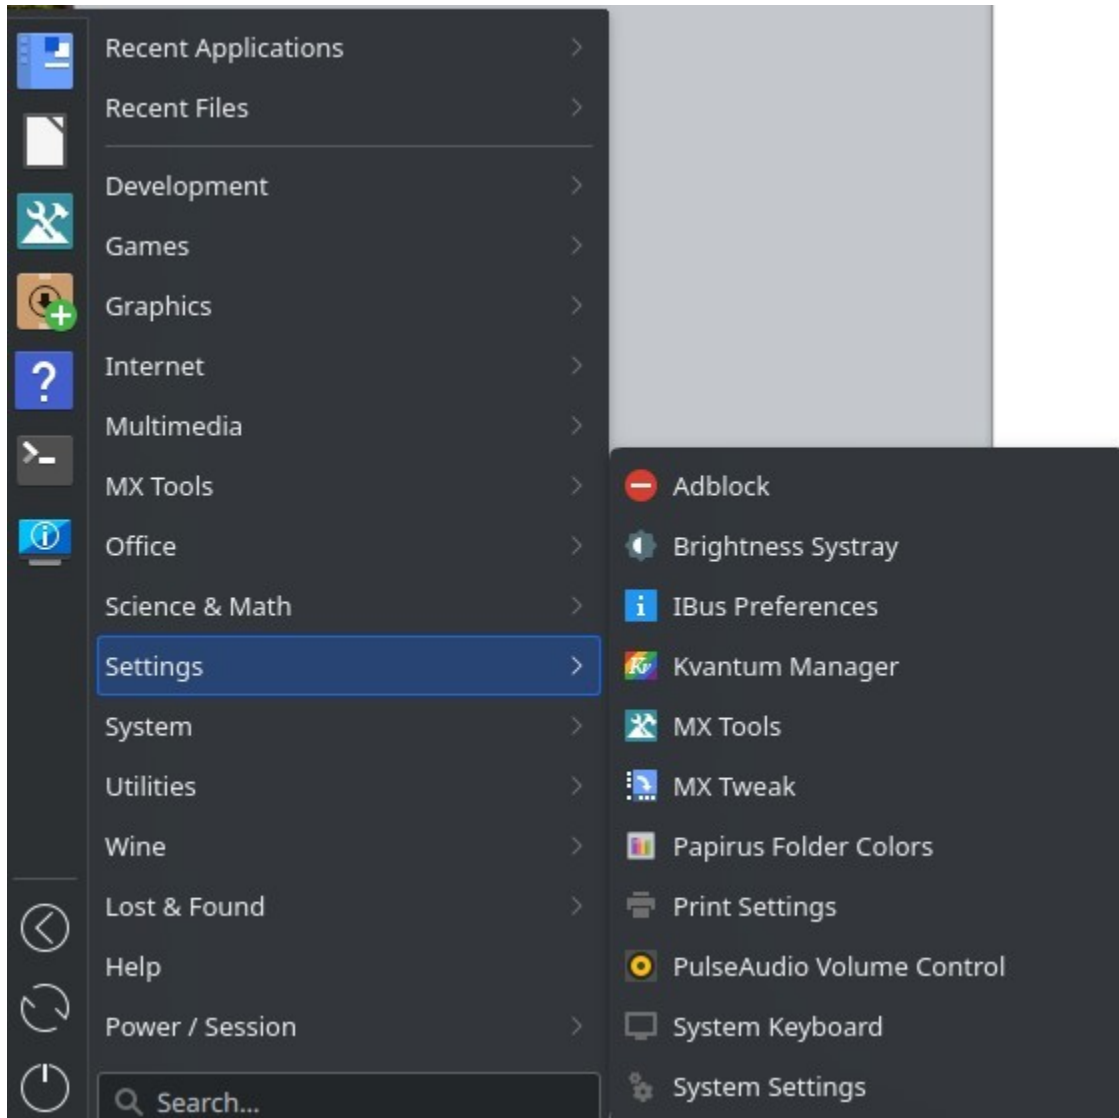 Recent Applications
Recent Files
Development
Games
Graphics
Internet
Multimedia
MX Tools
Office
Science & Math
Settings
System
Utilities
Wine
Lost & Found
Help
Power / Session
Search...
Adblock
Brightness Systray
IBus Preferences
Kvantum Manager
MX Tools
MX Tweak
Papirus Folder Colors
Print Settings
PulseAudio Volume Control
System Keyboard
System Settings